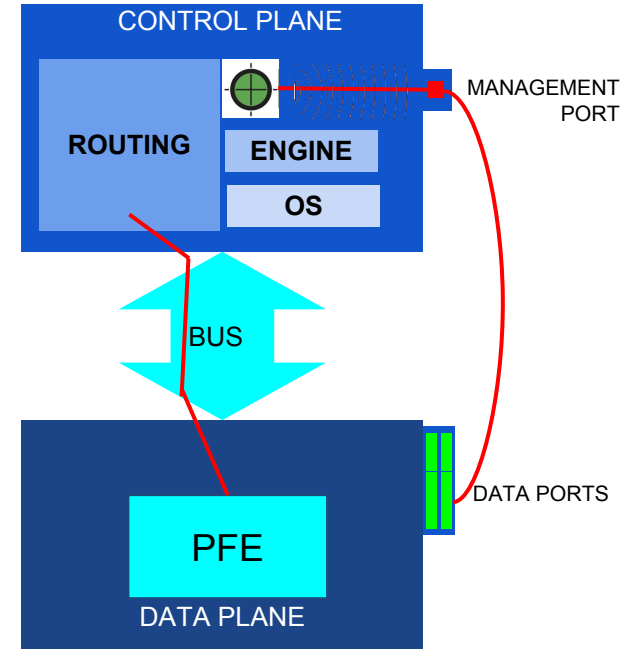 CONTROL PLANE
MANAGEMENT
PORT
ROUTING
ENGINE
OS
BUS
DATA PORTS
PFE
DATA PLANE